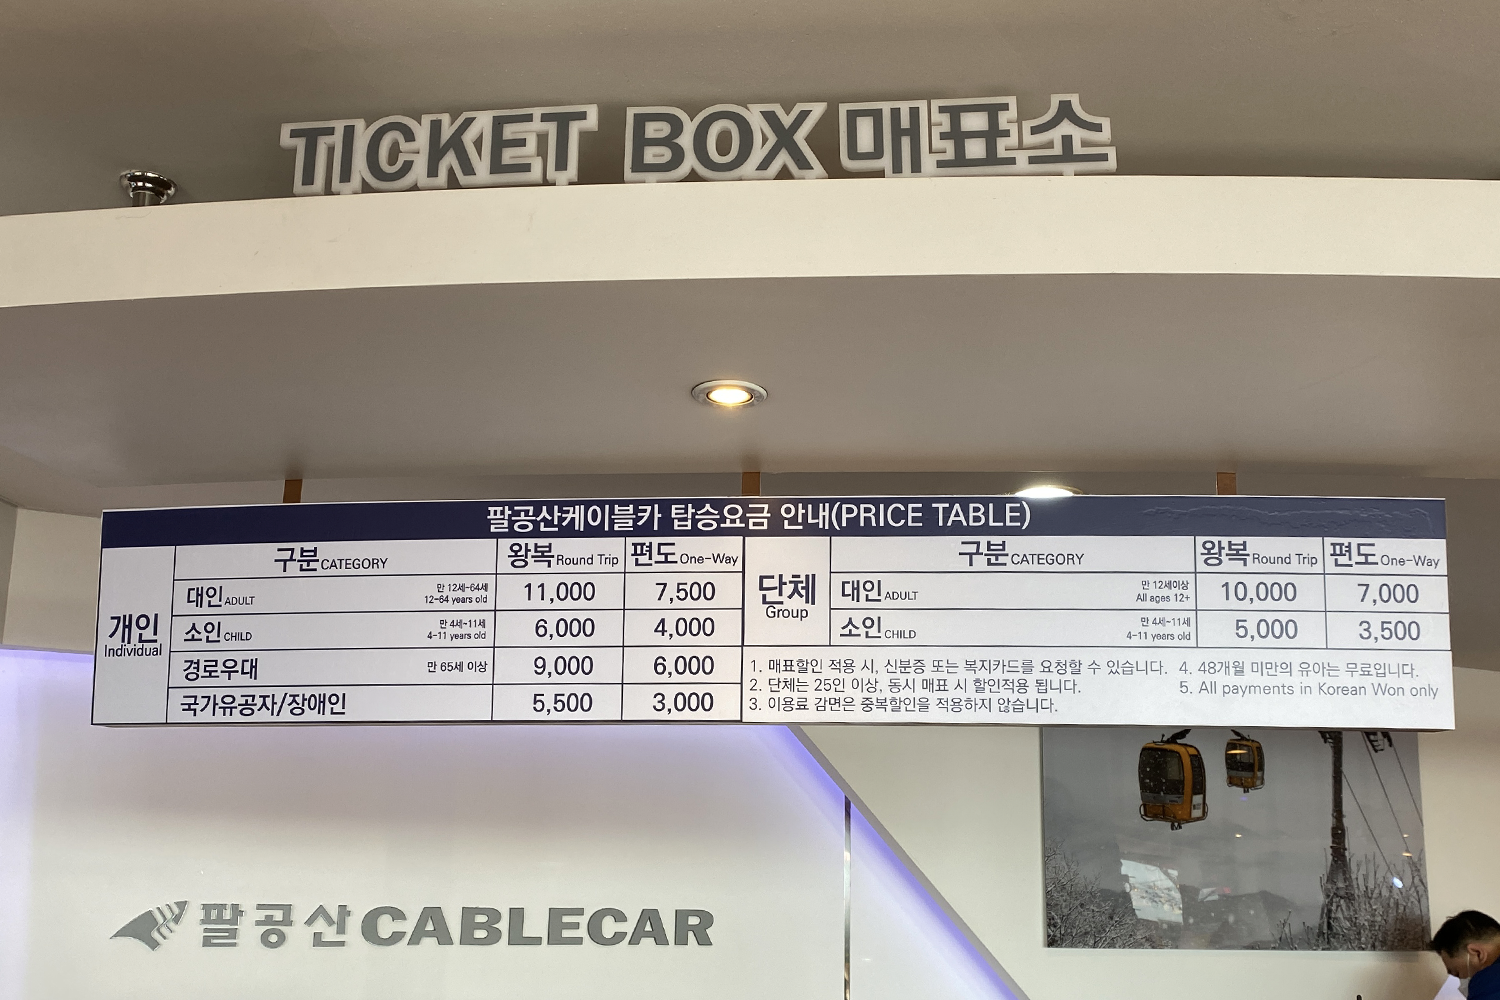 TICKET BOX 매표소
팔공산케이블카 탑승요금 안내(PRICE TABLE)
개인
Individual
구분CATEGORY 왕복Round Trip 편도One-Way
대인ADULT 만 12세~64세 12-64 years old 11,000 7,500
소인CHILD 만 4세~11세 4-11 years old 6,000 4,000
경로우대 만 65세 이상 9,000 6,000
국가유공자/장애인 5,500 3,000
단체
Group
구분CATEGORY 왕복Round Trip 편도One-Way
대인ADULT 만 12세이상 All ages 12+ 10,000 7,000
소인CHILD 만 4세~11세 4-11 years old 5,000 3,500
1. 매표할인 적용 시, 신분증 또는 복지카드를 요청할 수 있습니다.
2. 단체는 25인 이상, 동시 매표 시 할인적용 됩니다.
3. 이용료 감면은 중복할인을 적용하지 않습니다.
4. 48개월 미만의 유아는 무료입니다.
5. All payments in Korean Won only
팔공산CABLECAR